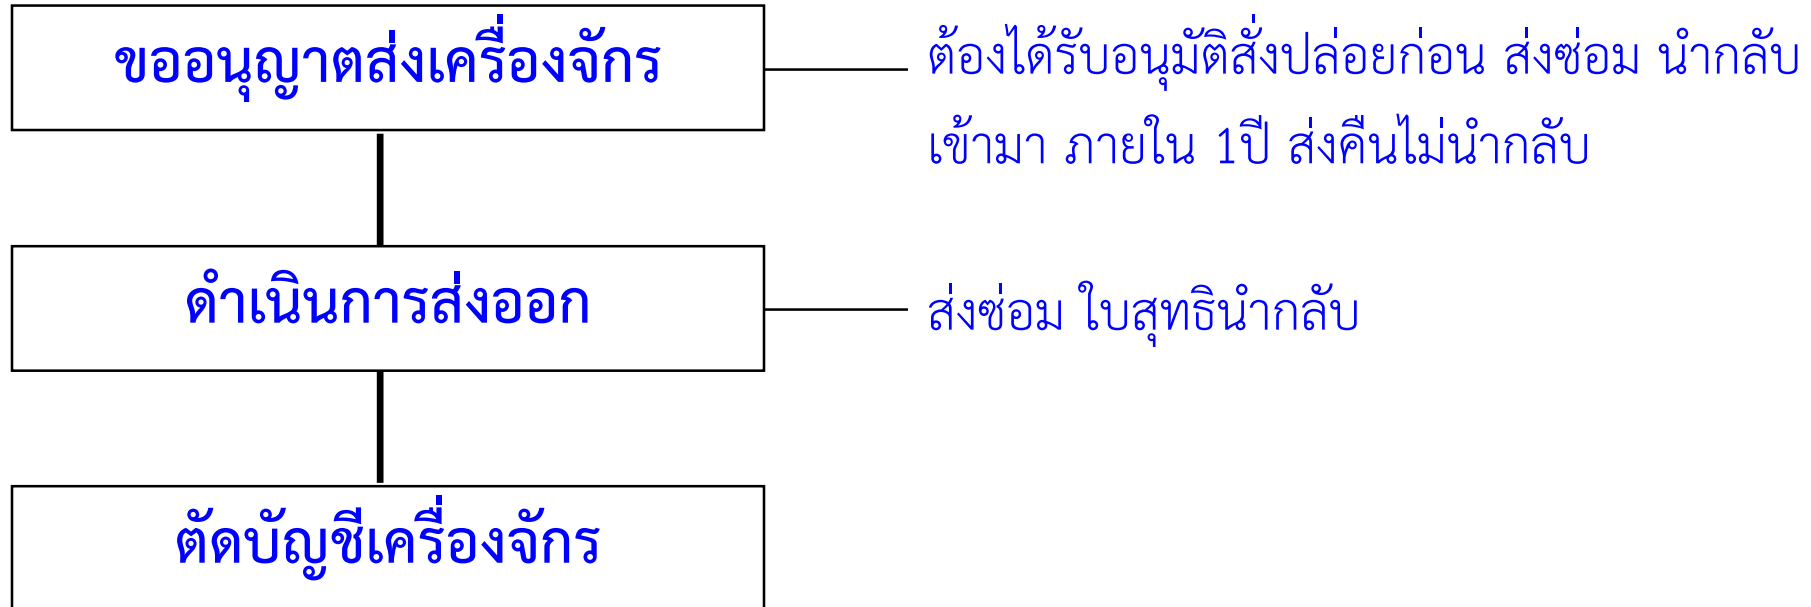 ขออนุญาตส่งเครื่องจักร
ต้องได้รับอนุมัติสั่งปล่อยก่อน ส่งซ่อม นำกลับ
เข้ามา ภายใน 1ปี ส่งคืนไม่นำกลับ
ดำเนินการส่งออก
ส่งซ่อม ใบสุทธินำกลับ
ตัดบัญชีเครื่องจักร